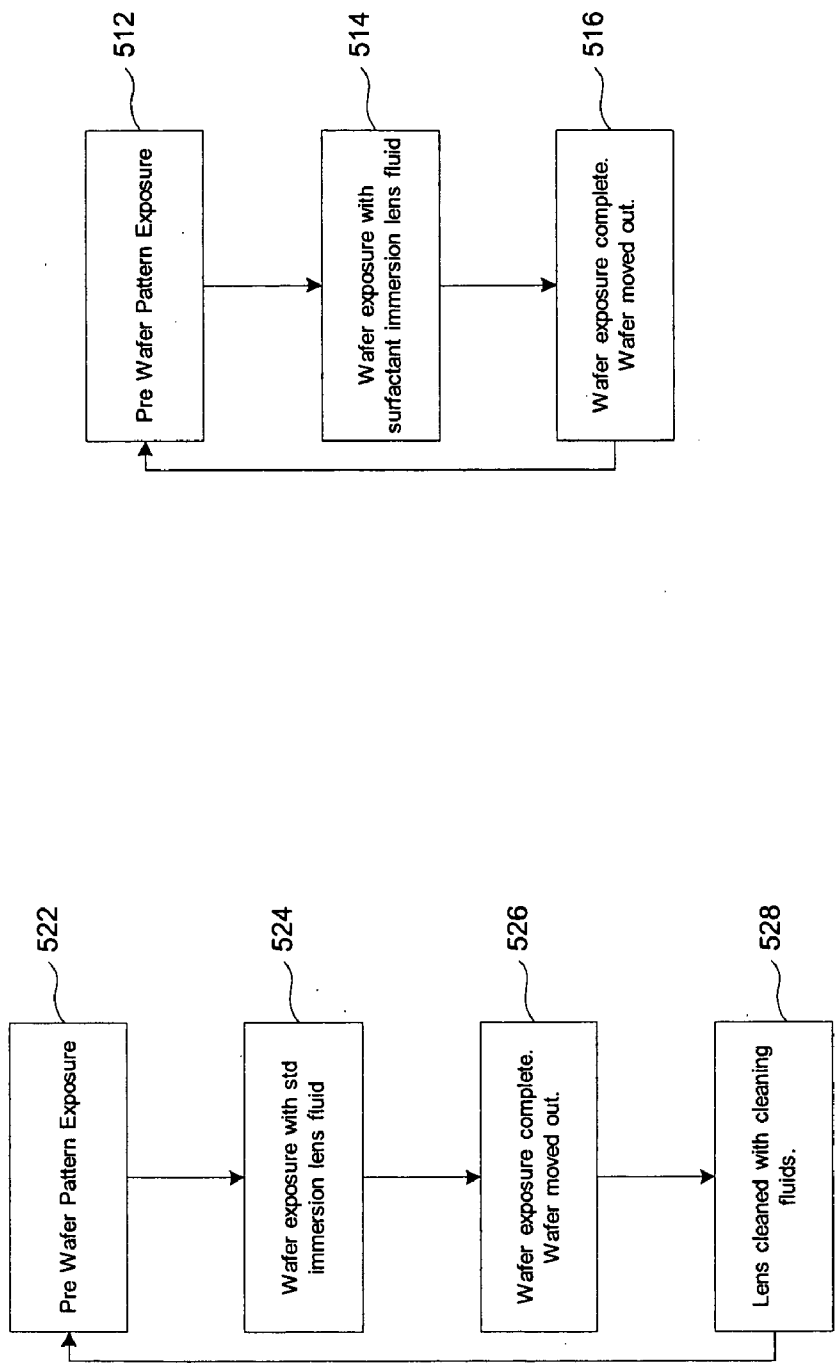 512
Pre Wafer Pattern Exposure
514
Wafer exposure with
surfactant immersion lens fluid
516
Wafer exposure complete.
Wafer moved out.
522
Pre Wafer Pattern Exposure
524
Wafer exposure with std
immersion lens fluid
526
Wafer exposure complete.
Wafer moved out.
528
Lens cleaned with cleaning
fluids.